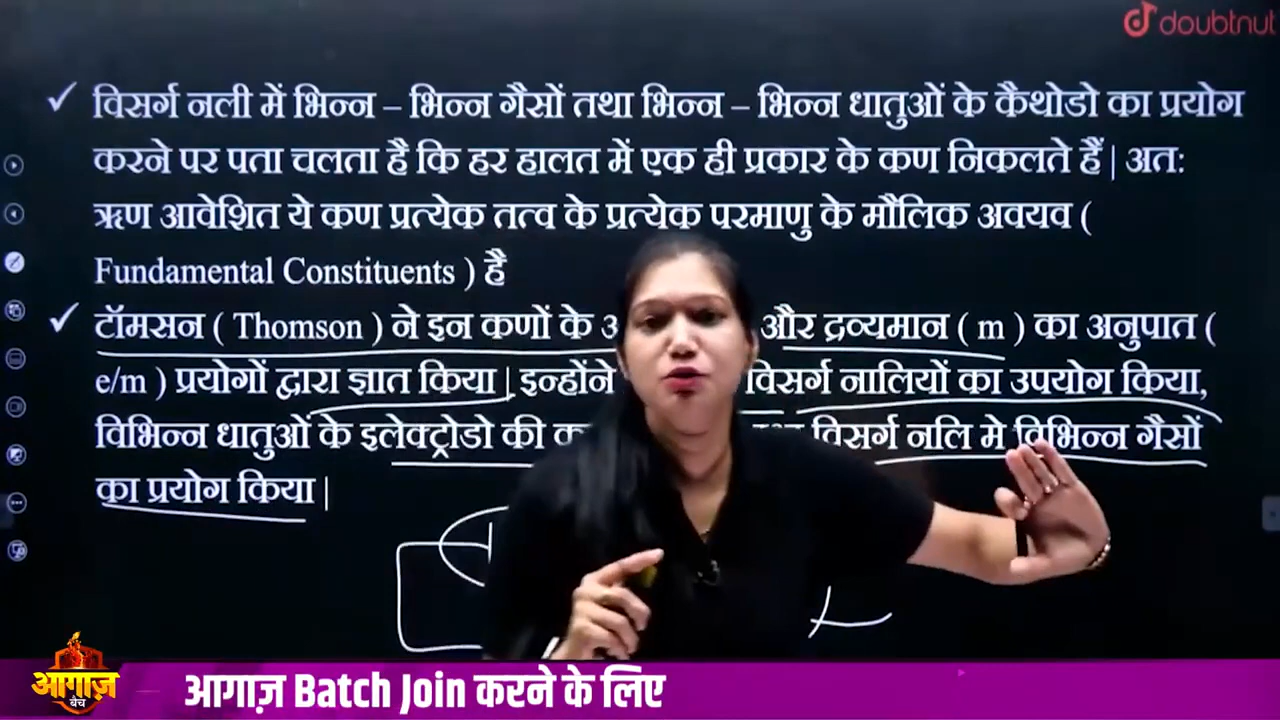 doubtnut
विसर्ग नली में भिन्न – भिन्न गैसों तथा भिन्न – भिन्न धातुओं के कैथोडो का प्रयोग
करने पर पता चलता है कि हर हालत में एक ही प्रकार के कण निकलते हैं | अतः
ऋण आवेशित ये कण प्रत्येक तत्व के प्रत्येक परमाणु के मौलिक अवयव (
Fundamental Constituents ) है
टॉमसन ( Thomson ) ने इन कणों के और द्रव्यमान ( m ) का अनुपात (
e/m ) प्रयोगों द्वारा ज्ञात किया | इन्होंने विसर्ग नालियों का उपयोग किया,
विभिन्न धातुओं के इलेक्ट्रोडो की विसर्ग नलि मे विभिन्न गैसों
का प्रयोग किया |
आगाज़
बैच
आगाज़ Batch Join करने के लिए